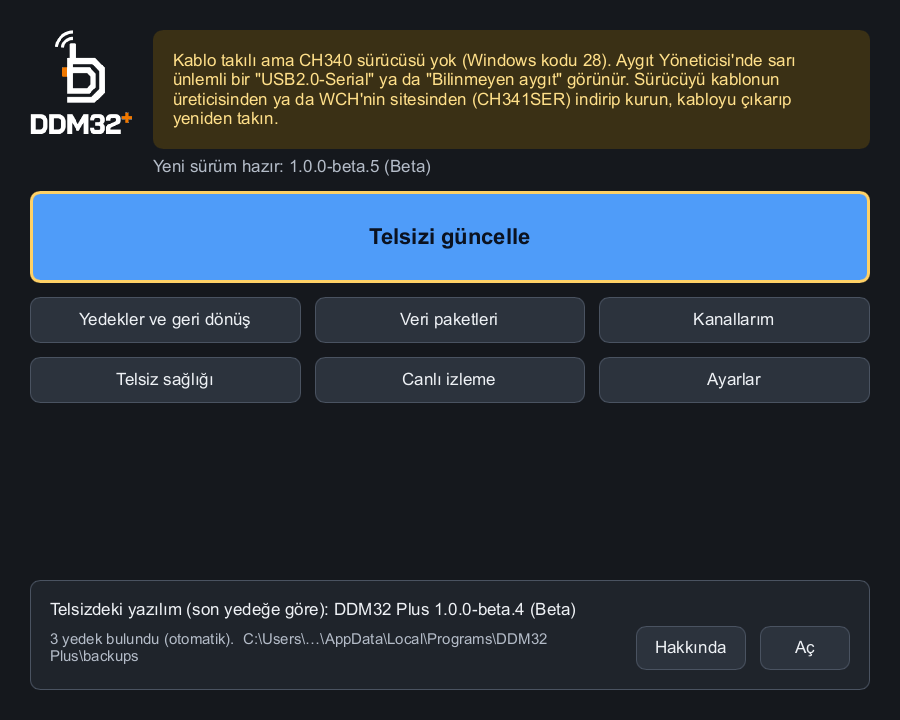 DDM32+
Kablo takılı ama CH340 sürücüsü yok (Windows kodu 28). Aygıt Yöneticisi'nde sarı
ünlemli bir "USB2.0-Serial" ya da "Bilinmeyen aygıt" görünür. Sürücüyü kablonun
üreticisinden ya da WCH'nin sitesinden (CH341SER) indirip kurun, kabloyu çıkarıp
yeniden takın.
Yeni sürüm hazır: 1.0.0-beta.5 (Beta)
Telsizi güncelle
Yedekler ve geri dönüş
Veri paketleri
Kanallarım
Telsiz sağlığı
Canlı izleme
Ayarlar
Telsizdeki yazılım (son yedeğe göre): DDM32 Plus 1.0.0-beta.4 (Beta)
3 yedek bulundu (otomatik).  C:\Users\...\AppData\Local\Programs\DDM32
Plus\backups
Hakkında
Aç